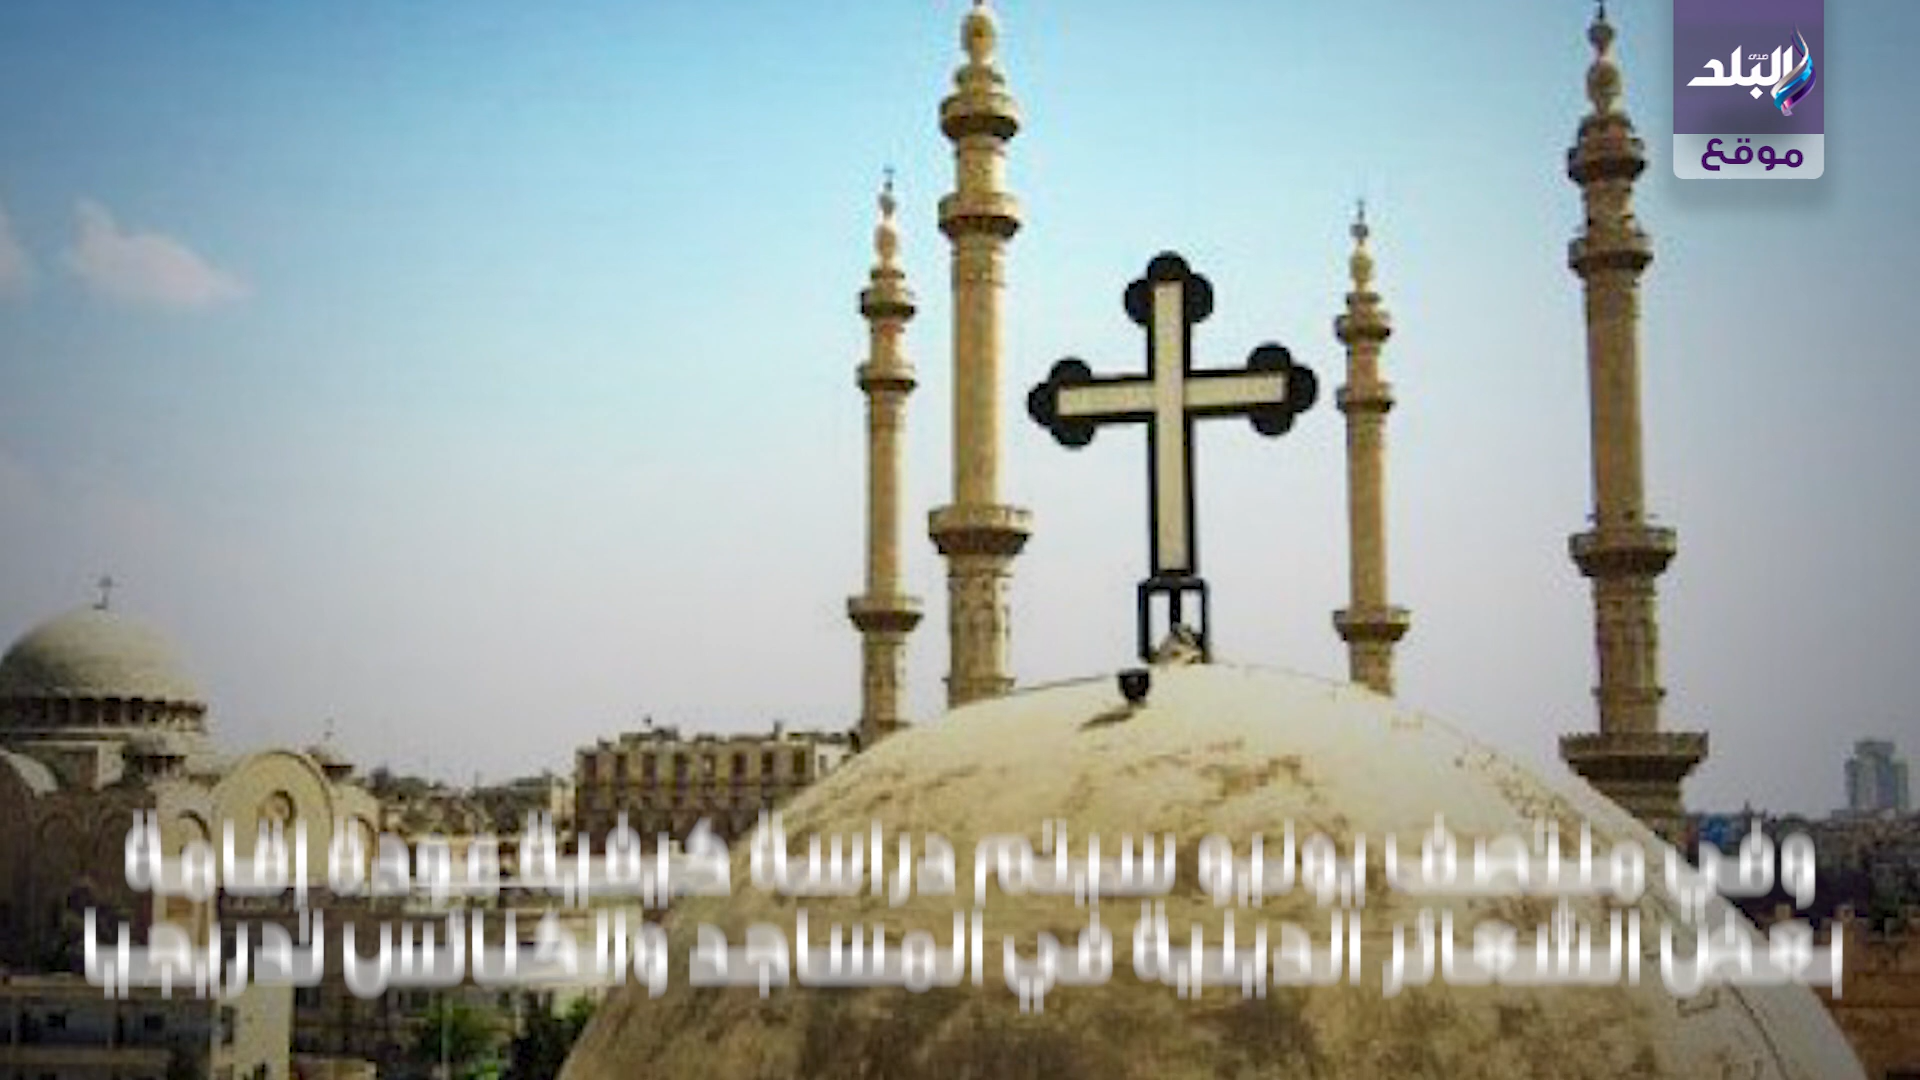 صدى
البلد
موقع
وفي منتصف يوليو سيتم دراسة كيفية عودة إقامة
بعض الشعائر الدينية في المساجد والكنائس تدريجيا